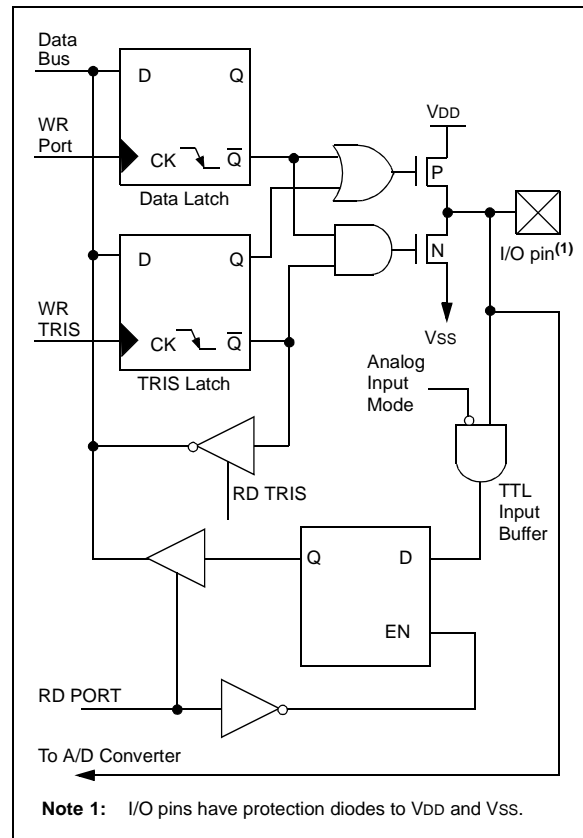 Data
Bus
D
Q
WR
Port
CK
Q
Data Latch
VDD
P
I/O pin(1)
D
Q
N
WR
TRIS
CK
Q
TRIS Latch
VSS
Analog
Input
Mode
RD TRIS
TTL
Input
Buffer
Q
D
EN
RD PORT
To A/D Converter
Note 1: I/O pins have protection diodes to VDD and VSS.